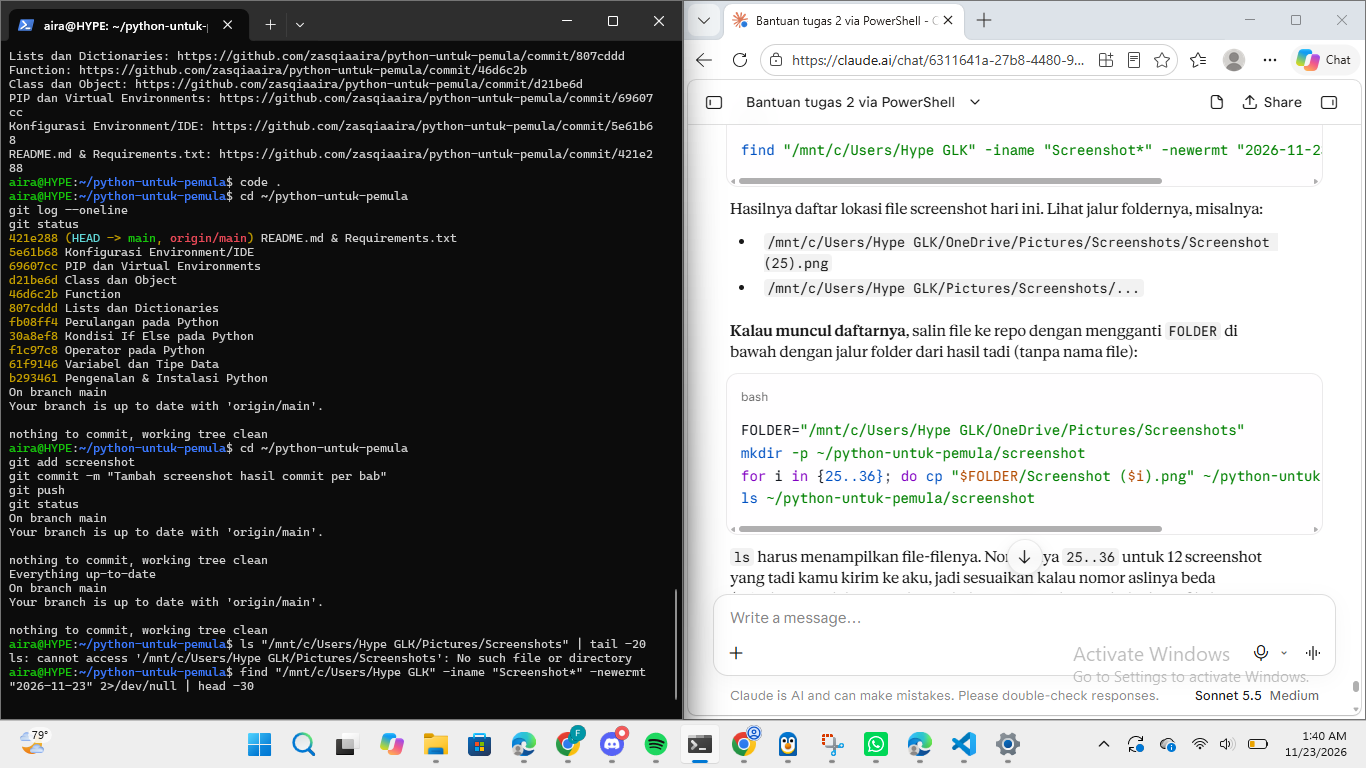 aira@HYPE: ~/python-untuk-p
Lists dan Dictionaries: https://github.com/zasqiaaira/python-untuk-pemula/commit/807cddd
Function: https://github.com/zasqiaaira/python-untuk-pemula/commit/46d6c2b
Class dan Object: https://github.com/zasqiaaira/python-untuk-pemula/commit/d21be6d
PIP dan Virtual Environments: https://github.com/zasqiaaira/python-untuk-pemula/commit/69607
cc
Konfigurasi Environment/IDE: https://github.com/zasqiaaira/python-untuk-pemula/commit/5e61b6
8
README.md & Requirements.txt: https://github.com/zasqiaaira/python-untuk-pemula/commit/421e2
88
aira@HYPE:~/python-untuk-pemula$ code .
aira@HYPE:~/python-untuk-pemula$ cd ~/python-untuk-pemula
git log --oneline
git status
421e288 (HEAD -> main, origin/main) README.md & Requirements.txt
5e61b68 Konfigurasi Environment/IDE
69607cc PIP dan Virtual Environments
d21be6d Class dan Object
46d6c2b Function
807cddd Lists dan Dictionaries
fb08ff4 Perulangan pada Python
30a8ef8 Kondisi If Else pada Python
f1c97c8 Operator pada Python
61f9146 Variabel dan Tipe Data
b293461 Pengenalan & Instalasi Python
On branch main
Your branch is up to date with 'origin/main'.
nothing to commit, working tree clean
aira@HYPE:~/python-untuk-pemula$ cd ~/python-untuk-pemula
git add screenshot
git commit -m "Tambah screenshot hasil commit per bab"
git push
git status
On branch main
Your branch is up to date with 'origin/main'.
nothing to commit, working tree clean
Everything up-to-date
On branch main
Your branch is up to date with 'origin/main'.
nothing to commit, working tree clean
aira@HYPE:~/python-untuk-pemula$ ls "/mnt/c/Users/Hype GLK/Pictures/Screenshots" | tail -20
ls: cannot access '/mnt/c/Users/Hype GLK/Pictures/Screenshots': No such file or directory
aira@HYPE:~/python-untuk-pemula$ find "/mnt/c/Users/Hype GLK" -iname "Screenshot*" -newermt
"2026-11-23" 2>/dev/null | head -30
Bantuan tugas 2 via PowerShell - C
https://claude.ai/chat/6311641a-27b8-4480-9...
Chat
Bantuan tugas 2 via PowerShell
Share
find "/mnt/c/Users/Hype GLK" -iname "Screenshot*" -newermt "2026-11-2
Hasilnya daftar lokasi file screenshot hari ini. Lihat jalur foldernya, misalnya:
• /mnt/c/Users/Hype GLK/OneDrive/Pictures/Screenshots/Screenshot
(25).png
• /mnt/c/Users/Hype GLK/Pictures/Screenshots/...
Kalau muncul daftarnya, salin file ke repo dengan mengganti FOLDER di
bawah dengan jalur folder dari hasil tadi (tanpa nama file):
bash
FOLDER="/mnt/c/Users/Hype GLK/OneDrive/Pictures/Screenshots"
mkdir -p ~/python-untuk-pemula/screenshot
for i in {25..36}; do cp "$FOLDER/Screenshot ($i).png" ~/python-untuk
ls ~/python-untuk-pemula/screenshot
ls harus menampilkan file-filenya. ya 25..36 untuk 12 screenshot
yang tadi kamu kirim ke aku, jadi sesuaikan kalau nomor aslinya beda
Write a message...
Activate Windows
Go to Settings to activate Windows.
Claude is AI and can make mistakes. Please double-check responses.
Sonnet 5.5 Medium
79°
F
1:40 AM
11/23/2026